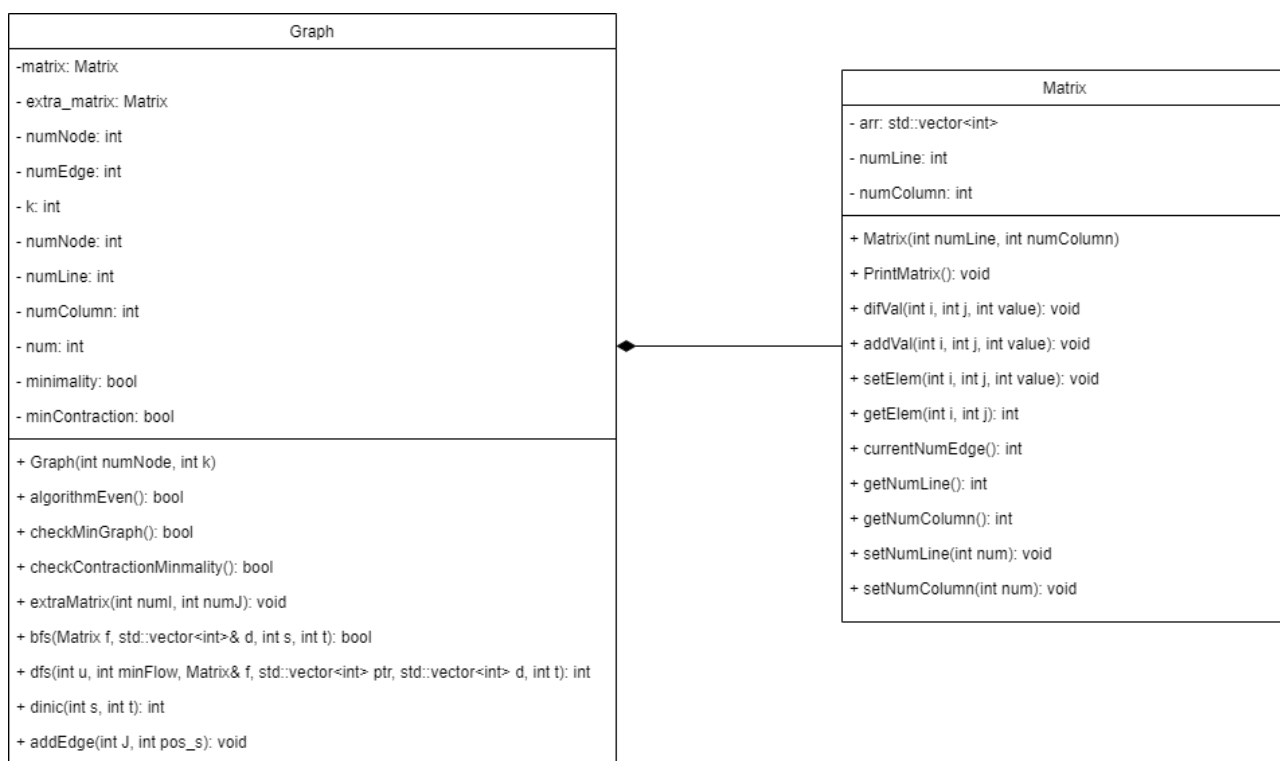 Graph
-matrix: Matrix
- extra_matrix: Matrix
- numNode: int
- numEdge: int
- k: int
- numNode: int
- numLine: int
- numColumn: int
- num: int
- minimality: bool
- minContraction: bool
+ Graph(int numNode, int k)
+ algorithmEven(): bool
+ checkMinGraph(): bool
+ checkContractionMinmality(): bool
+ extraMatrix(int numI, int numJ): void
+ bfs(Matrix f, std::vector<int>& d, int s, int t): bool
+ dfs(int u, int minFlow, Matrix& f, std::vector<int> ptr, std::vector<int> d, int t): int
+ dinic(int s, int t): int
+ addEdge(int J, int pos_s): void
Matrix
- arr: std::vector<int>
- numLine: int
- numColumn: int
+ Matrix(int numLine, int numColumn)
+ PrintMatrix(): void
+ difVal(int i, int j, int value): void
+ addVal(int i, int j, int value): void
+ setElem(int i, int j, int value): void
+ getElem(int i, int j): int
+ currentNumEdge(): int
+ getNumLine(): int
+ getNumColumn(): int
+ setNumLine(int num): void
+ setNumColumn(int num): void